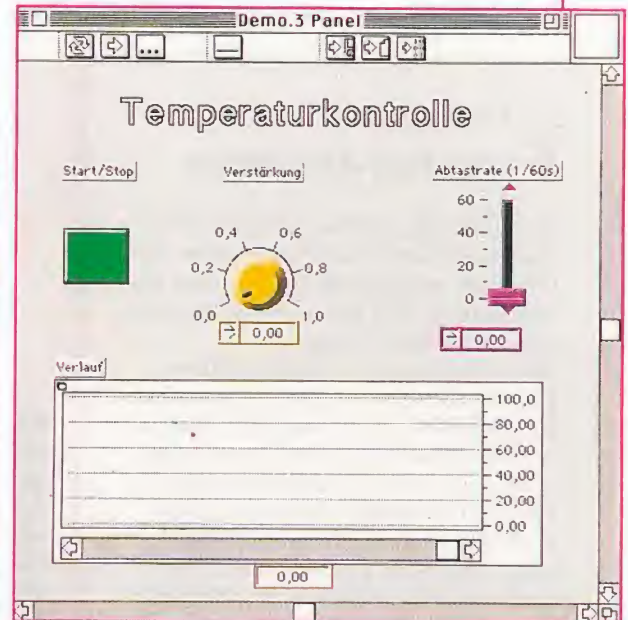 Demo.3 Panel
...
Temperaturkontrolle
Start/Stop
Verstärkung
Abtastrate (1/60s)
0,4 0,6
0,2 0,8
0,0 1,0
0,00
60
40
20
0
0,00
Verlauf
100,0
80,00
60,00
40,00
20,00
0,00
0,00